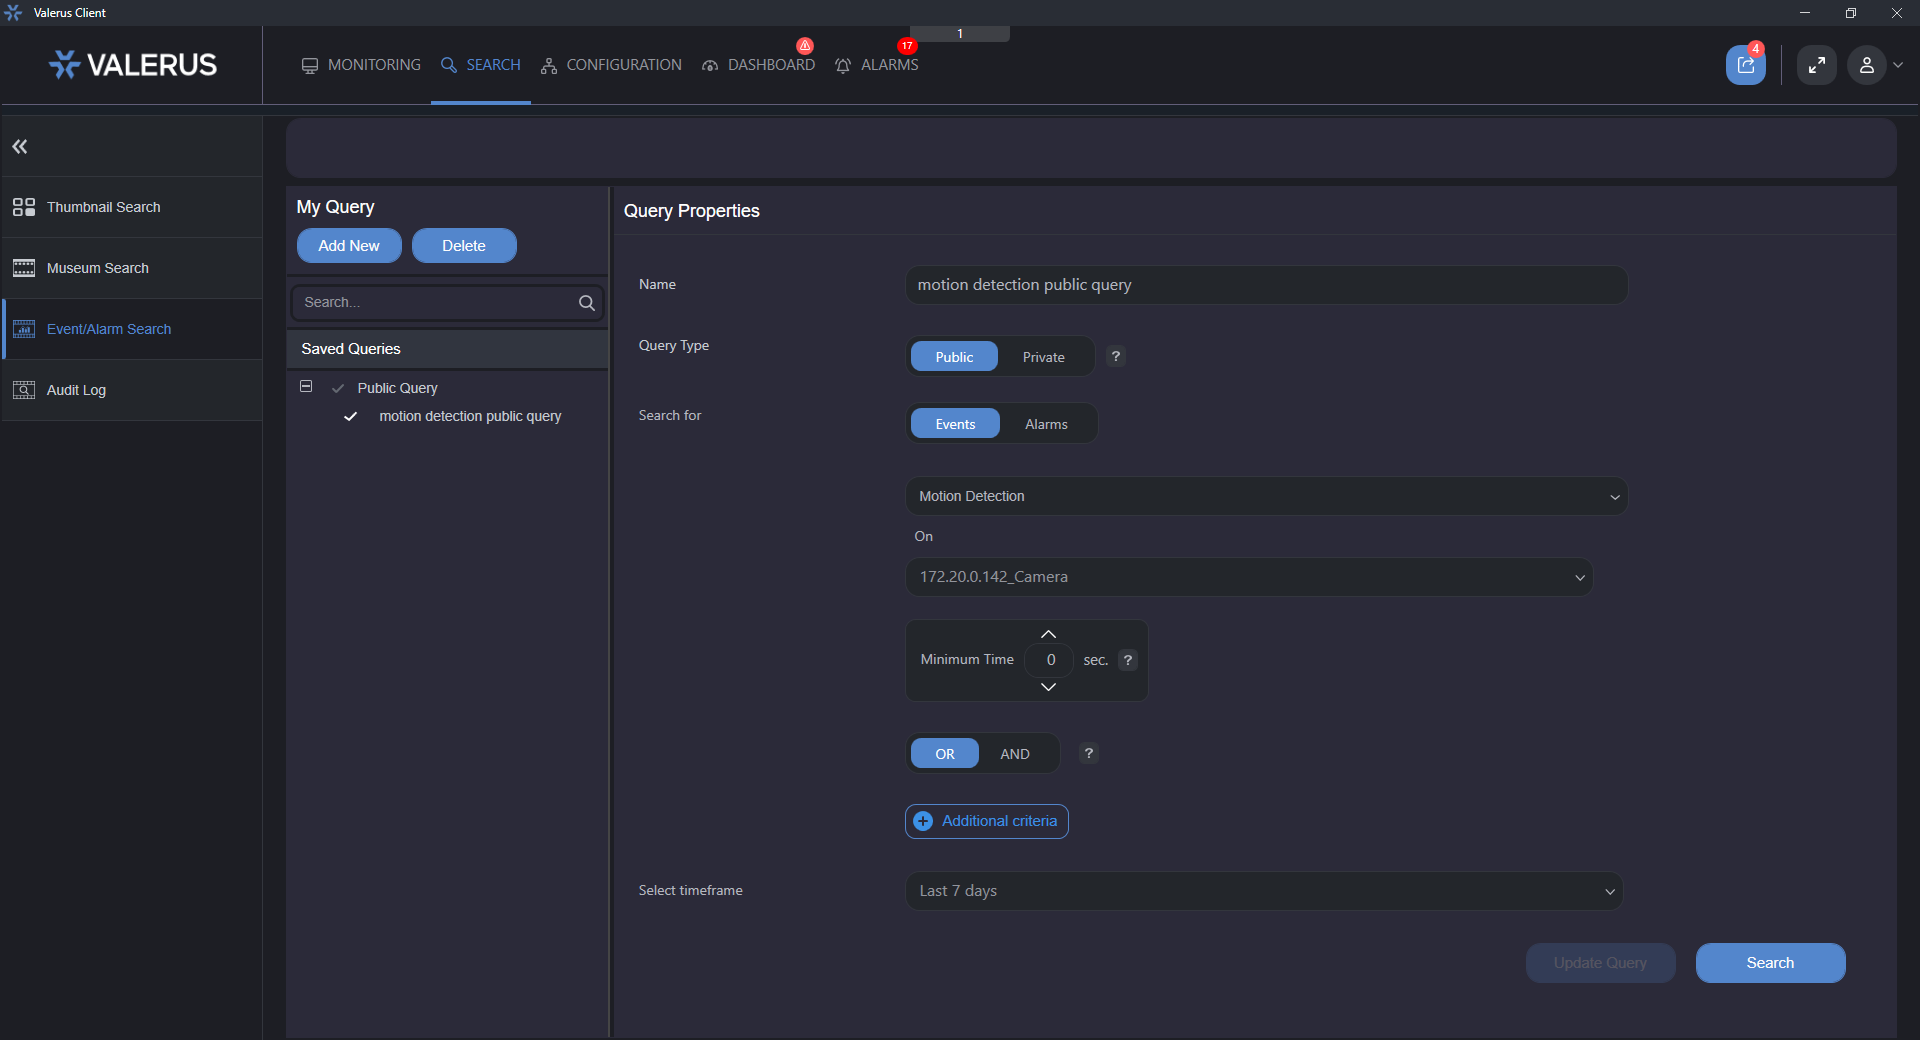 Valerus Client
1
VALERUS
MONITORING
SEARCH
CONFIGURATION
DASHBOARD
17
ALARMS
4
Thumbnail Search
Museum Search
Event/Alarm Search
Audit Log
My Query
Add New
Delete
Search...
Saved Queries
Public Query
motion detection public query
Query Properties
Name
motion detection public query
Query Type
Public
Private
?
Search for
Events
Alarms
Motion Detection
On
172.20.0.142_Camera
Minimum Time
0
sec.
?
OR
AND
?
Additional criteria
Select timeframe
Last 7 days
Update Query
Search